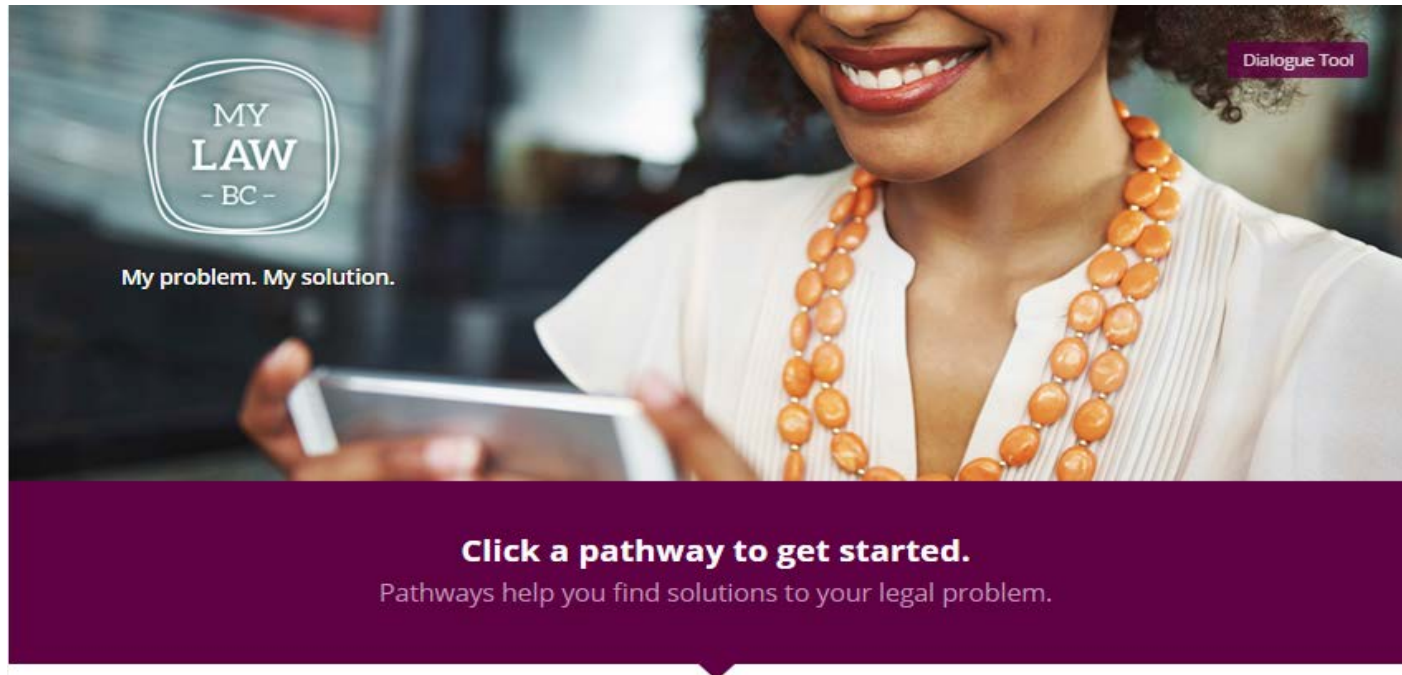 Dialogue Tool
MY
LAW
– BC –
My problem. My solution.
Click a pathway to get started.
Pathways help you find solutions to your legal problem.